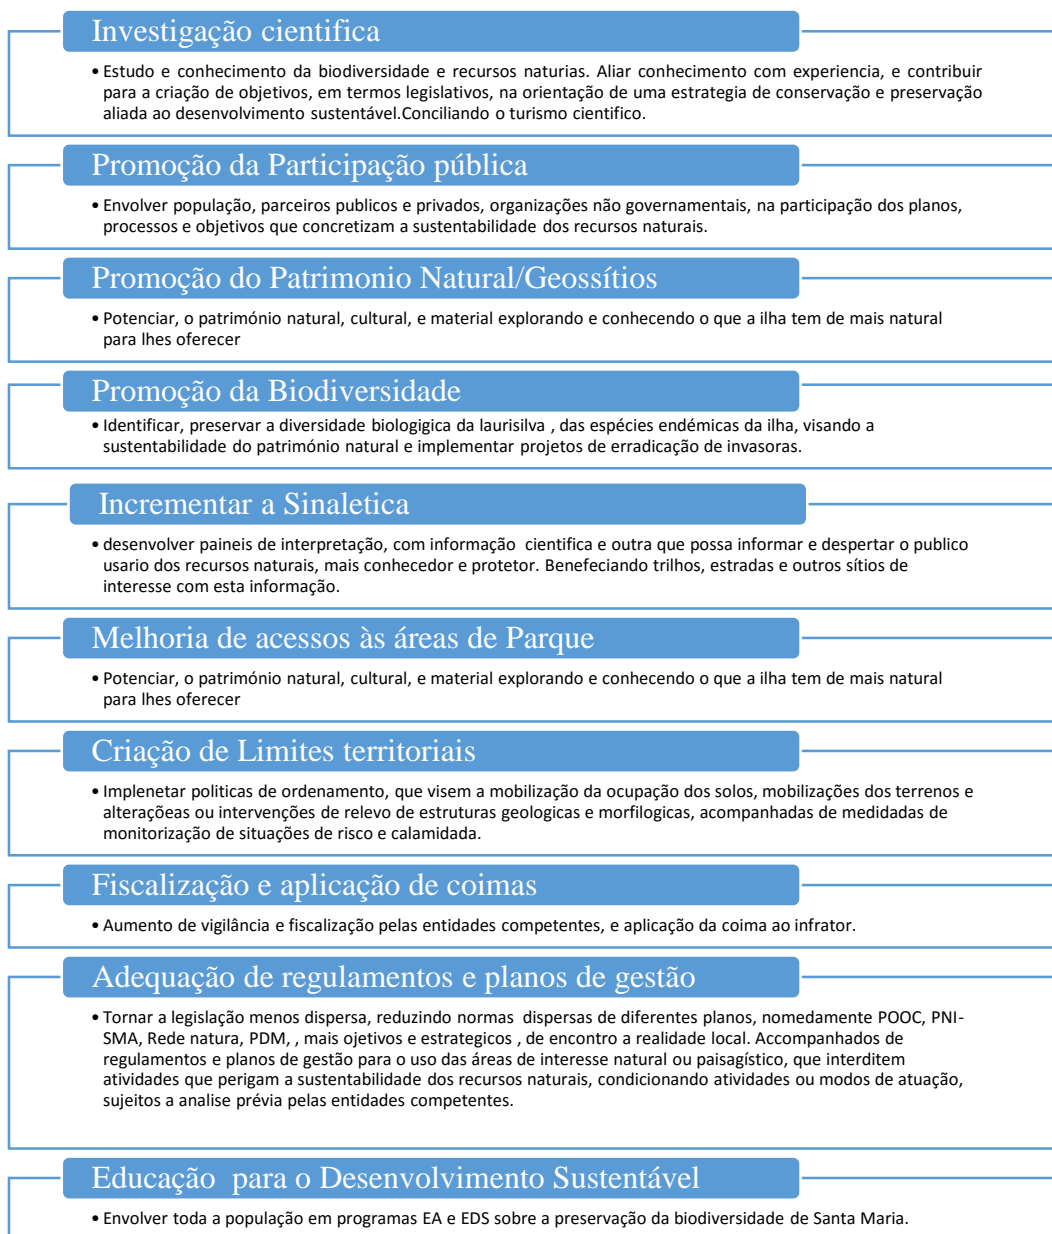 Investigação cientifica
• Estudo e conhecimento da biodiversidade e recursos naturias. Aliar conhecimento com experiencia, e contribuir
para a criação de objetivos, em termos legislativos, na orientação de uma estrategia de conservação e preservação
aliada ao desenvolvimento sustentável.Conciliando o turismo cientifico.
Promoção da Participação pública
• Envolver população, parceiros publicos e privados, organizações não governamentais, na participação dos planos,
processos e objetivos que concretizam a sustentabilidade dos recursos naturais.
Promoção do Patrimonio Natural/Geossítios
• Potenciar, o património natural, cultural, e material explorando e conhecendo o que a ilha tem de mais natural
para lhes oferecer
Promoção da Biodiversidade
• Identificar, preservar a diversidade biologigica da laurisilva , das espécies endémicas da ilha, visando a
sustentabilidade do património natural e implementar projetos de erradicação de invasoras.
Incrementar a Sinaletica
• desenvolver paineis de interpretação, com informação cientifica e outra que possa informar e despertar o publico
usario dos recursos naturais, mais conhecedor e protetor. Benefeciando trilhos, estradas e outros sítios de
interesse com esta informação.
Melhoria de acessos às áreas de Parque
• Potenciar, o património natural, cultural, e material explorando e conhecendo o que a ilha tem de mais natural
para lhes oferecer
Criação de Limites territoriais
• Implenetar politicas de ordenamento, que visem a mobilização da ocupação dos solos, mobilizações dos terrenos e
alteraçõeas ou intervenções de relevo de estruturas geologicas e morfilogicas, acompanhadas de medidadas de
monitorização de situações de risco e calamidada.
Fiscalização e aplicação de coimas
• Aumento de vigilância e fiscalização pelas entidades competentes, e aplicação da coima ao infrator.
Adequação de regulamentos e planos de gestão
• Tornar a legislação menos dispersa, reduzindo normas dispersas de diferentes planos, nomedamente POOC, PNI-
SMA, Rede natura, PDM, , mais ojetivos e estrategicos , de encontro a realidade local. Accompanhados de
regulamentos e planos de gestão para o uso das áreas de interesse natural ou paisagístico, que interditem
atividades que perigam a sustentabilidade dos recursos naturais, condicionando atividades ou modos de atuação,
sujeitos a analise prévia pelas entidades competentes.
Educação para o Desenvolvimento Sustentável
• Envolver toda a população em programas EA e EDS sobre a preservação da biodiversidade de Santa Maria.